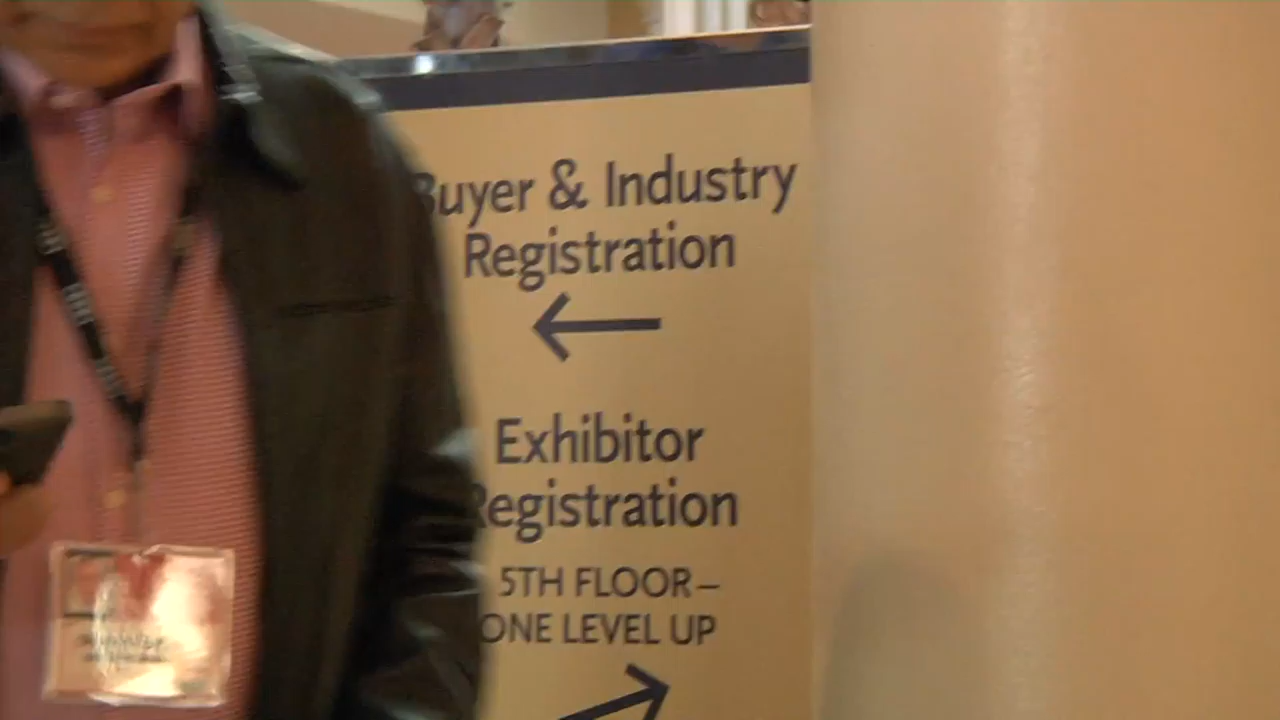 Buyer & Industry
Registration
Exhibitor
Registration
5TH FLOOR–
ONE LEVEL UP